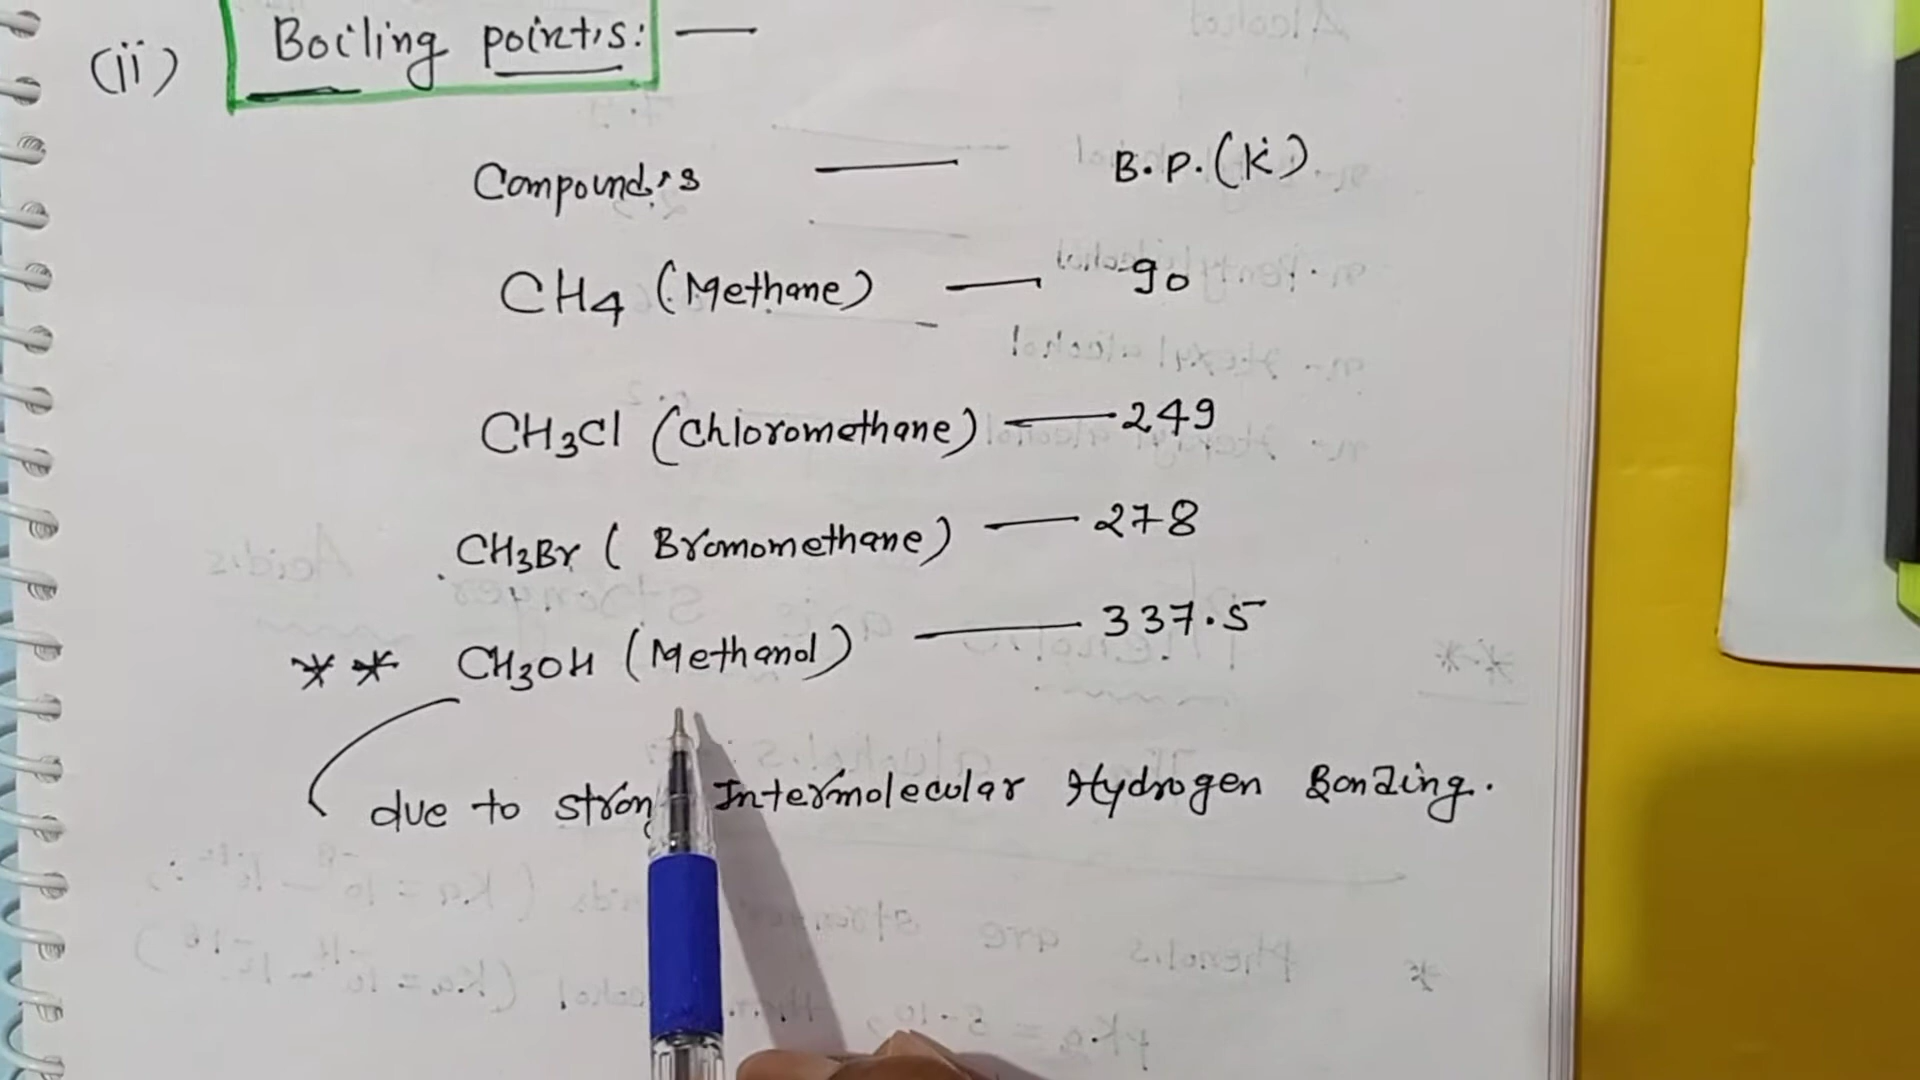 (ii) Boiling points: —
Compounds — B.P. (K)
CH4 (Methane) — 90
CH3Cl (Chloromethane) — 249
CH3Br (Bromomethane) — 278
** CH3OH (Methanol) — 337.5
due to strong Intermolecular Hydrogen Bonding.